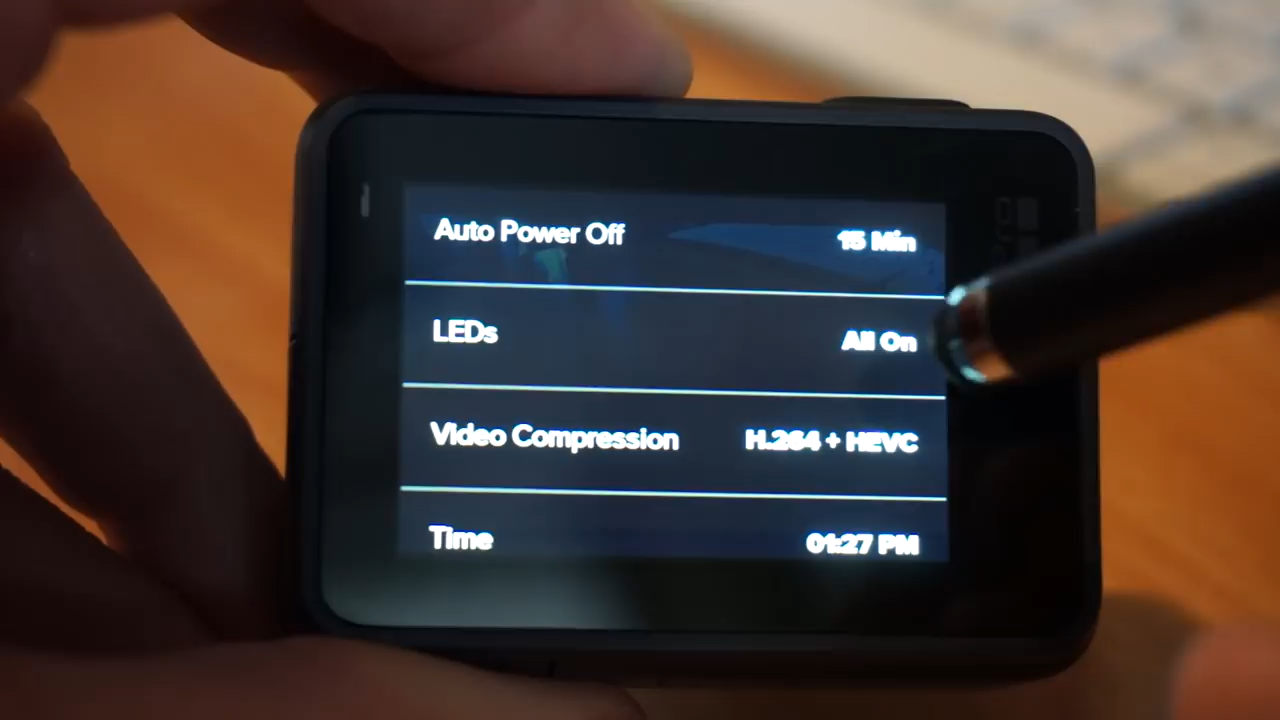 Auto Power Off 15 Min
LEDs All On
Video Compression H.264 + HEVC
Time 01:27 PM